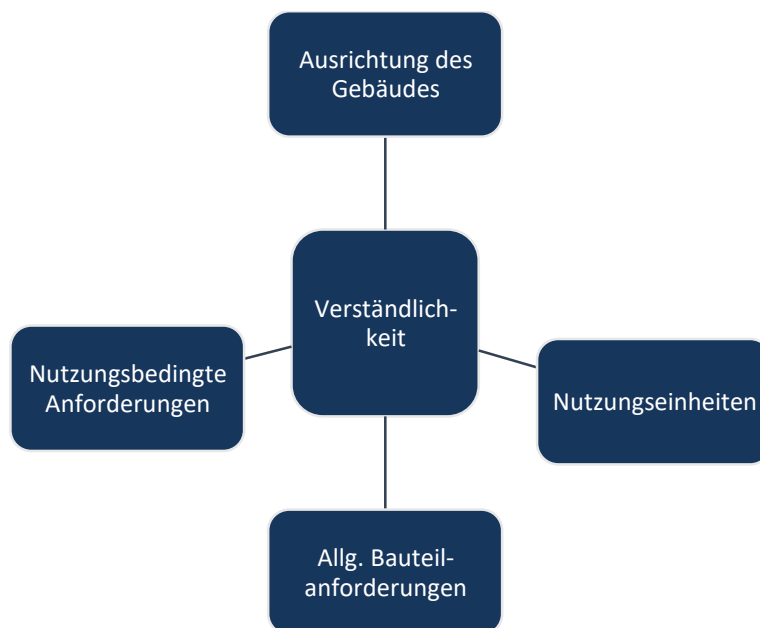 Ausrichtung des
Gebäudes
Verständlich-
keit
Nutzungsbedingte
Anforderungen
Nutzungseinheiten
Allg. Bauteil-
anforderungen